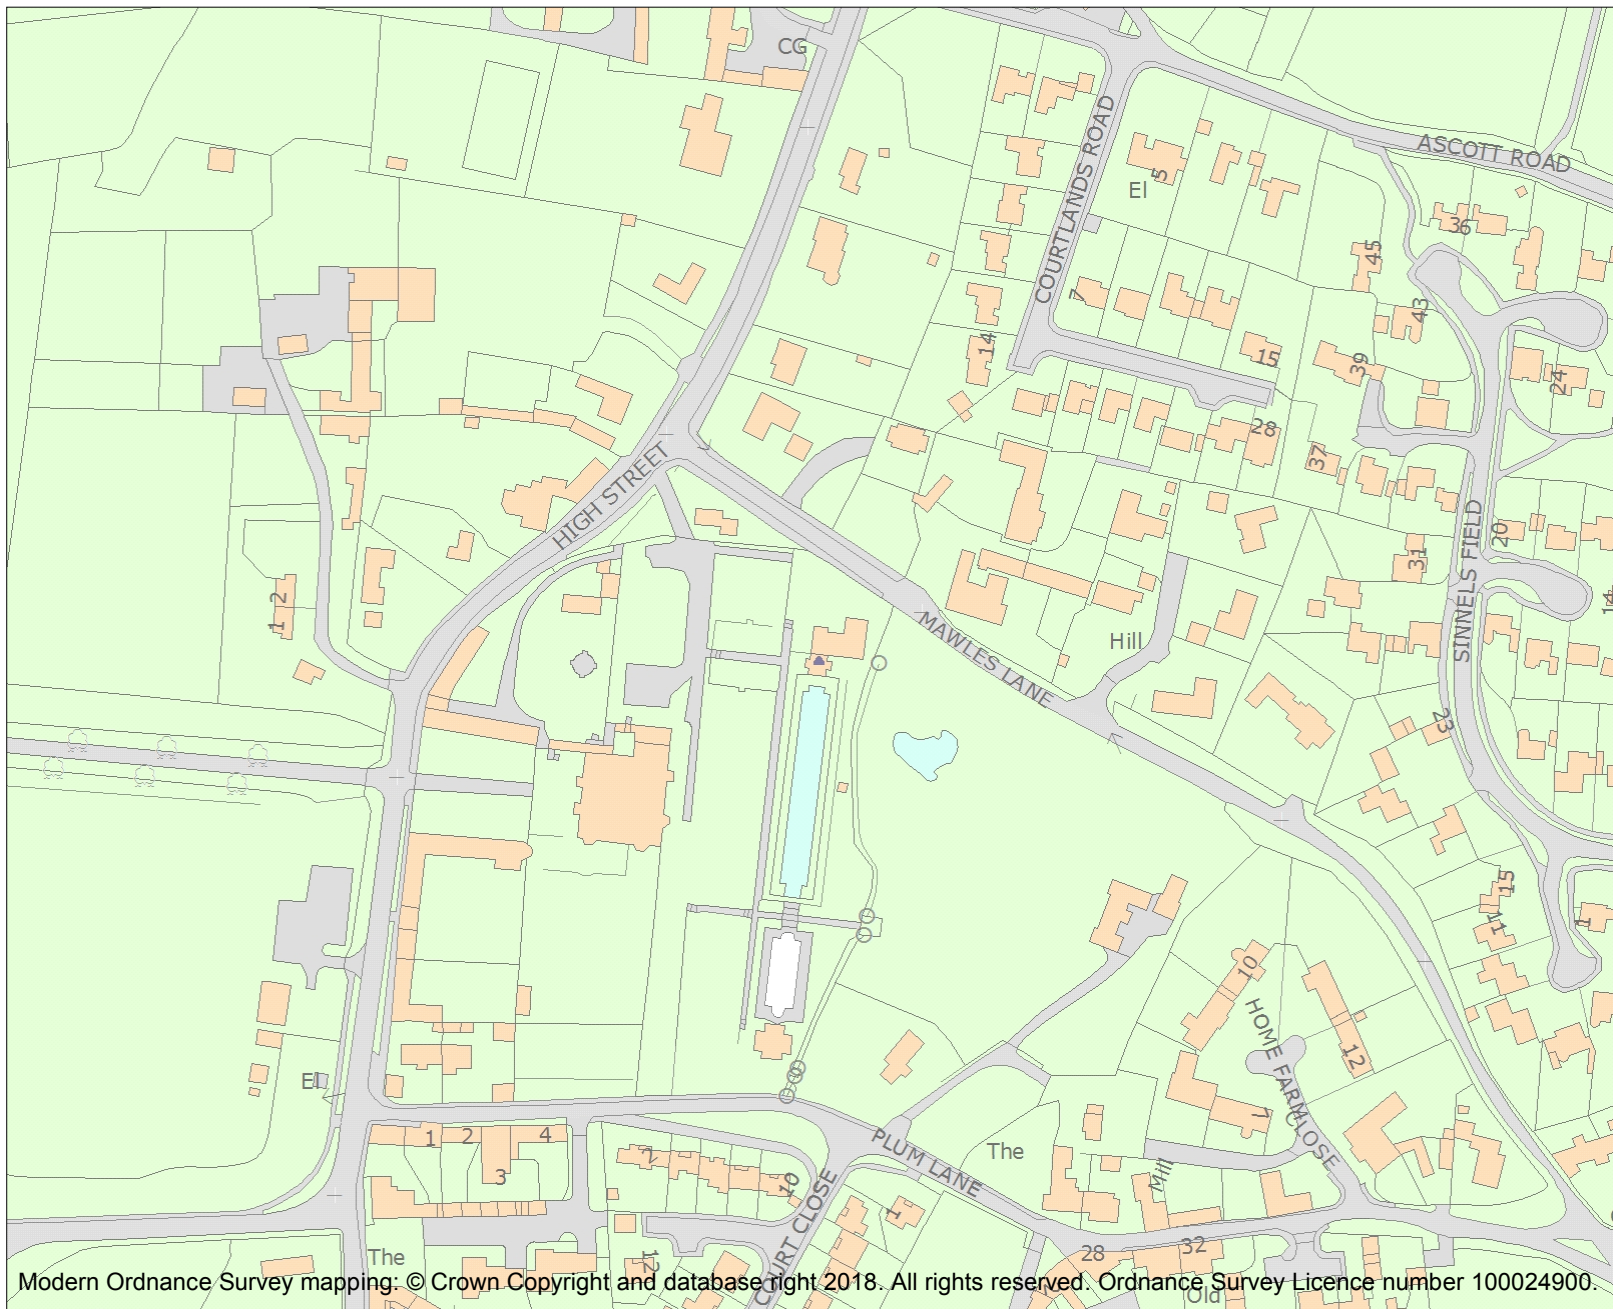 CG
ASCOTT ROAD
COURTLANDS ROAD
El
5
36
45
7
43
14
15
39
24
28
37
HIGH STREET
20
31
SINNELS FIELD
2
1
14
MAWLES LANE
Hill
23
15
11
1
10
HOME FARM CLOSE
12
El
7
1
2
4
3
2
10
PLUM LANE
The
Mill
COURT CLOSE
1
The
12
28
32
Old
Modern Ordnance Survey mapping: © Crown Copyright and database right 2018. All rights reserved. Ordnance Survey Licence number 100024900.